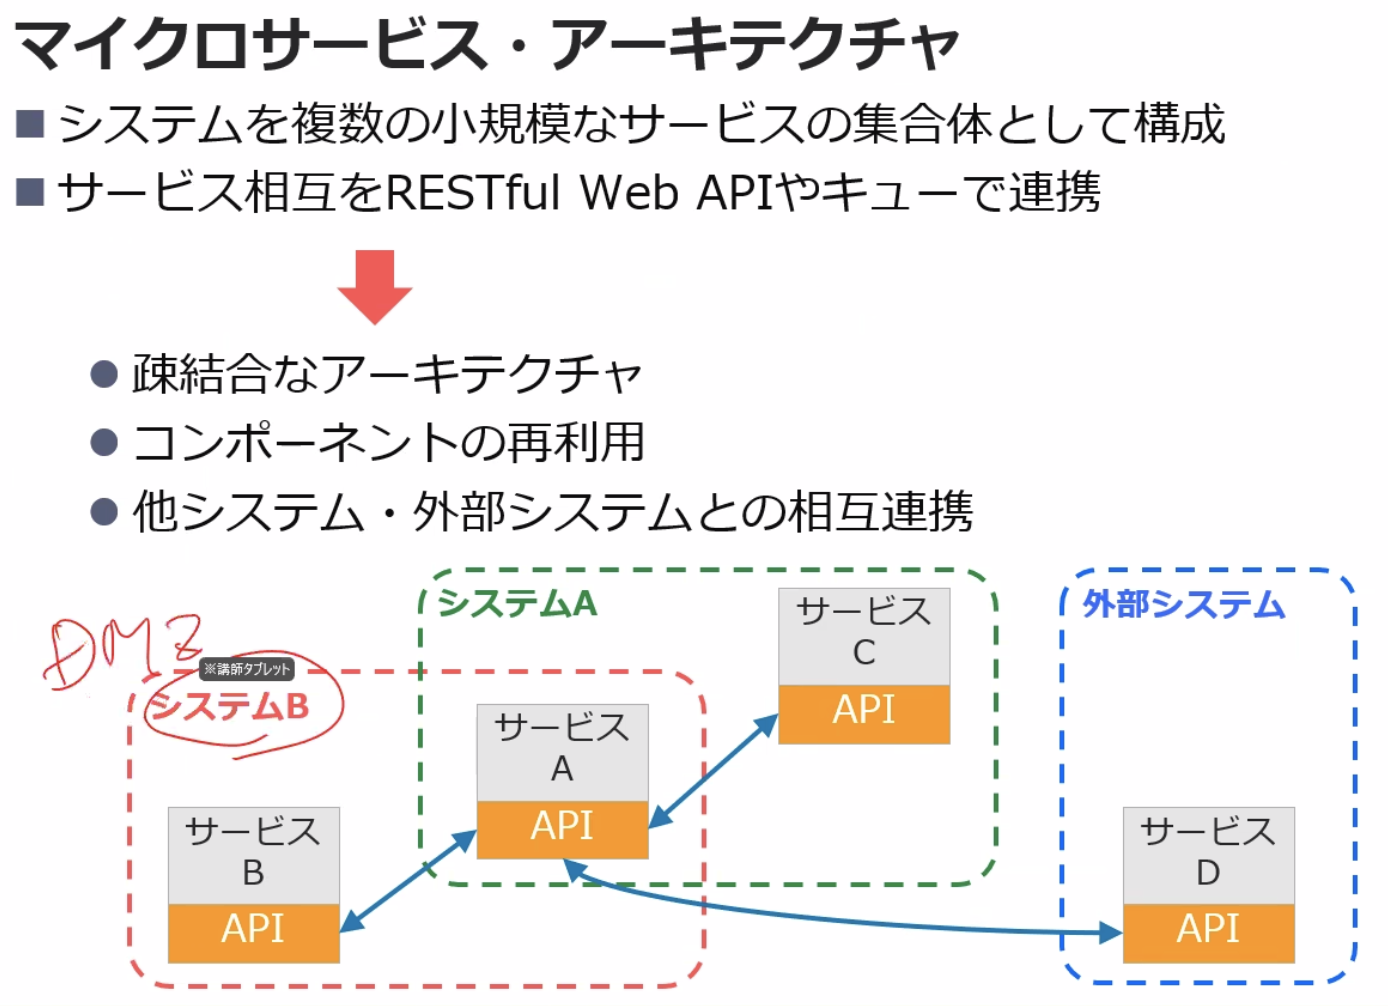 マイクロサービス・アーキテクチャ
システムを複数の小規模なサービスの集合体として構成
サービス相互をRESTful Web APIやキューで連携
疎結合なアーキテクチャ
コンポーネントの再利用
他システム・外部システムとの相互連携
システムA
サービス
C
API
外部システム
DMZ
※講師タブレット
システムB
サービス
A
API
サービス
B
API
サービス
D
API